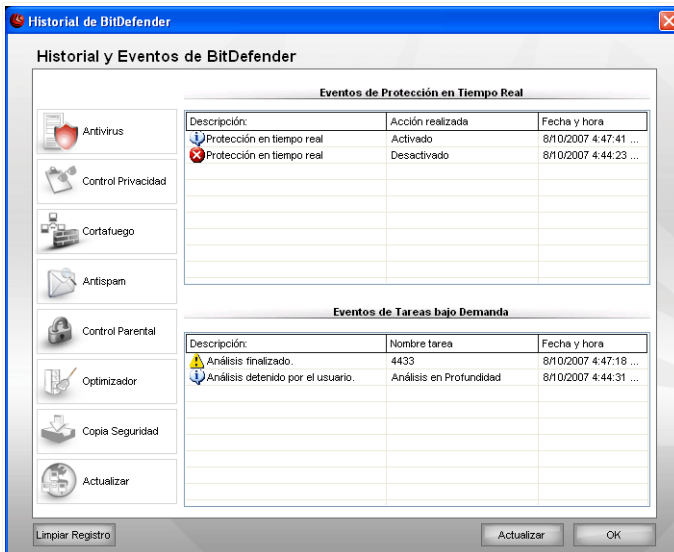 Historial de BitDefender
Historial y Eventos de BitDefender
Antivirus
Control Privacidad
Cortafuego
Antispam
Control Parental
Optimizador
Copia Seguridad
Actualizar
Eventos de Protección en Tiempo Real
Descripción: Acción realizada Fecha y hora
Protección en tiempo real Activado 8/10/2007 4:47:41 ...
Protección en tiempo real Desactivado 8/10/2007 4:44:23 ...
Eventos de Tareas bajo Demanda
Descripción: Nombre tarea Fecha y hora
Análisis finalizado. 4433 8/10/2007 4:47:18 ...
Análisis detenido por el usuario. Análisis en Profundidad 8/10/2007 4:44:31 ...
Limpiar Registro Actualizar OK